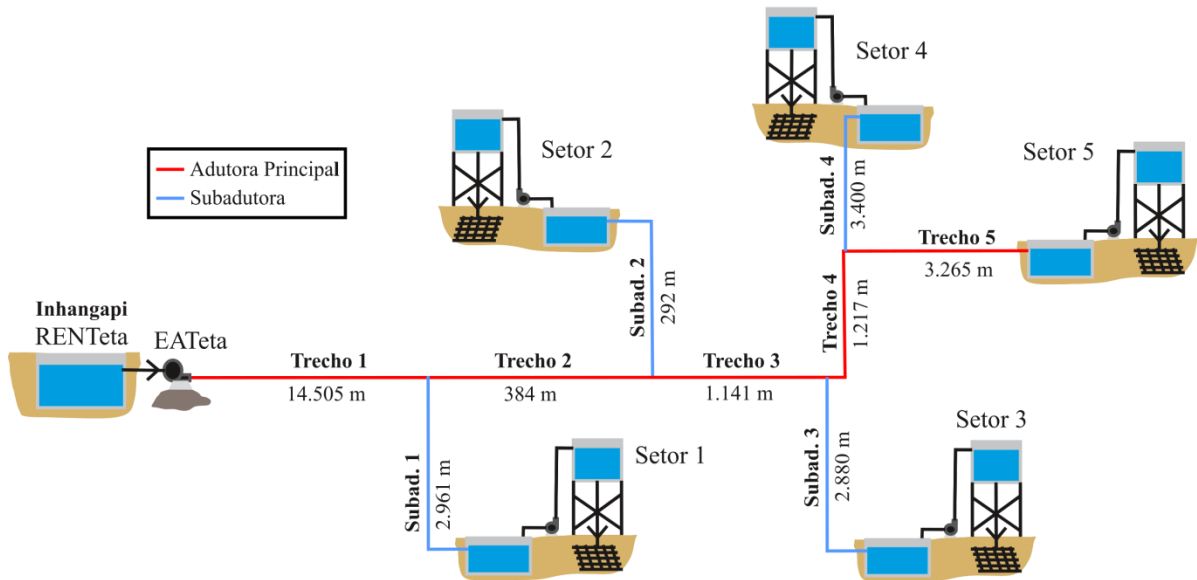 Adutora Principal
Subadutora
Setor 2
Setor 4
Setor 5
Subad. 4
3.400 m
Trecho 5
3.265 m
Subad. 2
292 m
Trecho 4
1.217 m
Inhangapi
RENTeta
EATeta
Trecho 1
14.505 m
Trecho 2
384 m
Trecho 3
1.141 m
Subad. 1
2.961 m
Setor 1
Subad. 3
2.880 m
Setor 3